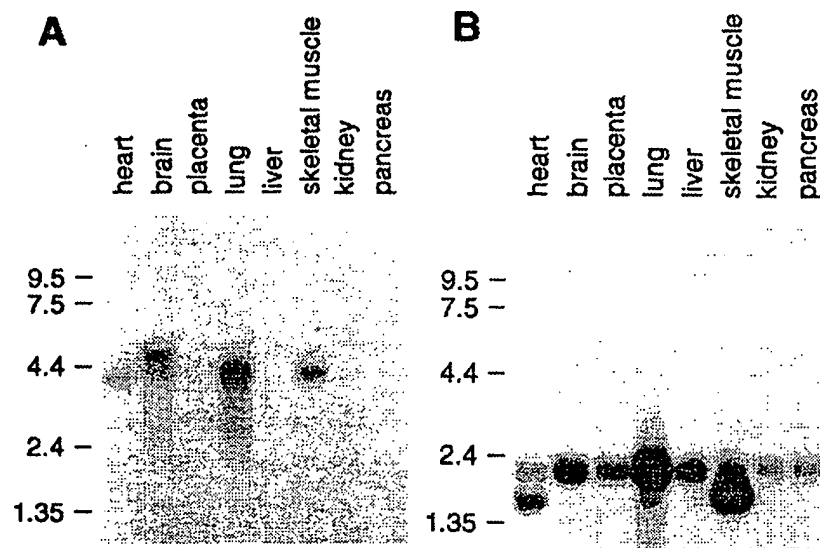 A
heart
brain
placenta
lung
liver
skeletal muscle
kidney
pancreas
9.5
7.5
4.4
2.4
1.35
B
heart
brain
placenta
lung
liver
skeletal muscle
kidney
pancreas
9.5
7.5
4.4
2.4
1.35